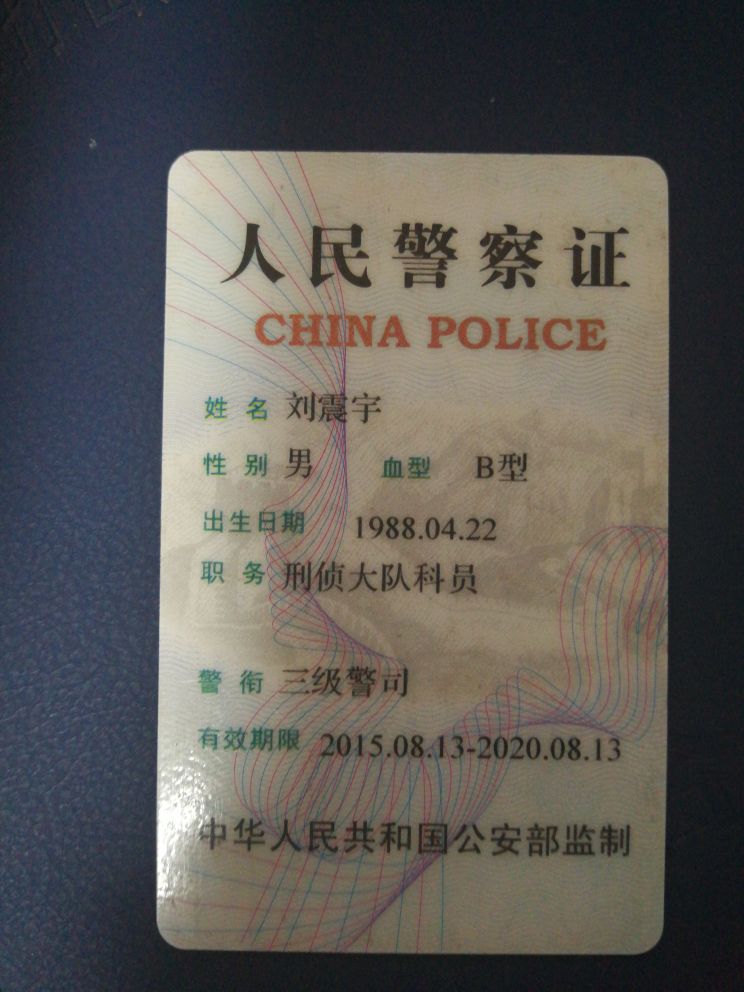 人民警察证
CHINA POLICE
姓 名 刘震宇
性 别 男 血型 B型
出生日期 1988.04.22
职 务 刑侦大队科员
警 衔 三级警司
有效期限 2015.08.13-2020.08.13
中华人民共和国公安部监制